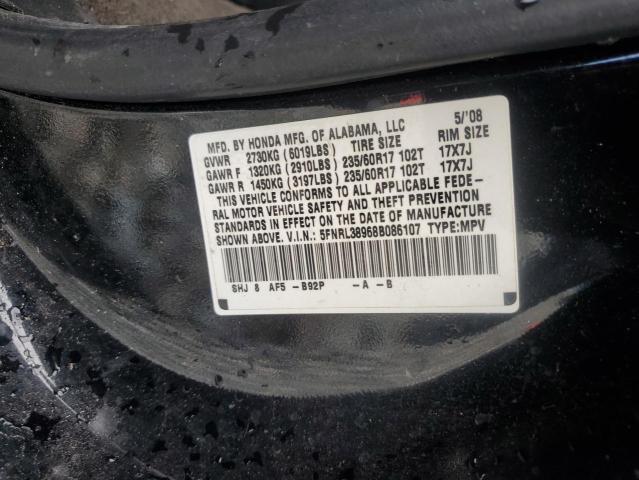 MFD. BY HONDA MFG. OF ALABAMA, LLC 5/'08
GVWR 2730KG (6019LBS) TIRE SIZE RIM SIZE
GAWR F 1320KG (2910LBS) 235/60R17 102T 17X7J
GAWR R 1450KG (3197LBS) 235/60R17 102T 17X7J
THIS VEHICLE CONFORMS TO ALL APPLICABLE FEDE-
RAL MOTOR VEHICLE SAFETY AND THEFT PREVENTION
STANDARDS IN EFFECT ON THE DATE OF MANUFACTURE
SHOWN ABOVE. V.I.N: 5FNRL38968B086107 TYPE:MPV
SHJ 8 AF5 -B92P -A -B